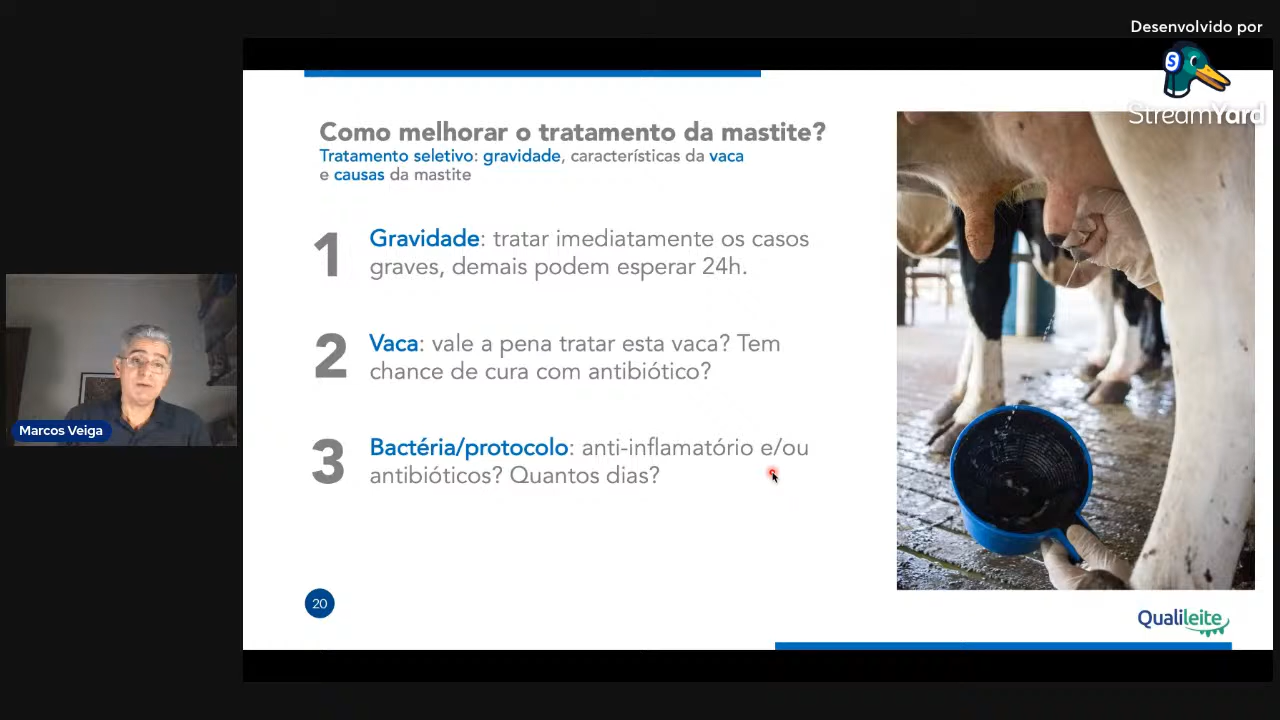 Desenvolvido por
S
StreamYard
Como melhorar o tratamento da mastite?
Tratamento seletivo: gravidade, características da vaca
e causas da mastite
1
Gravidade: tratar imediatamente os casos
graves, demais podem esperar 24h.
2
Vaca: vale a pena tratar esta vaca? Tem
chance de cura com antibiótico?
3
Bactéria/protocolo: anti-inflamatório e/ou
antibióticos? Quantos dias?
Marcos Veiga
20
Qualileite